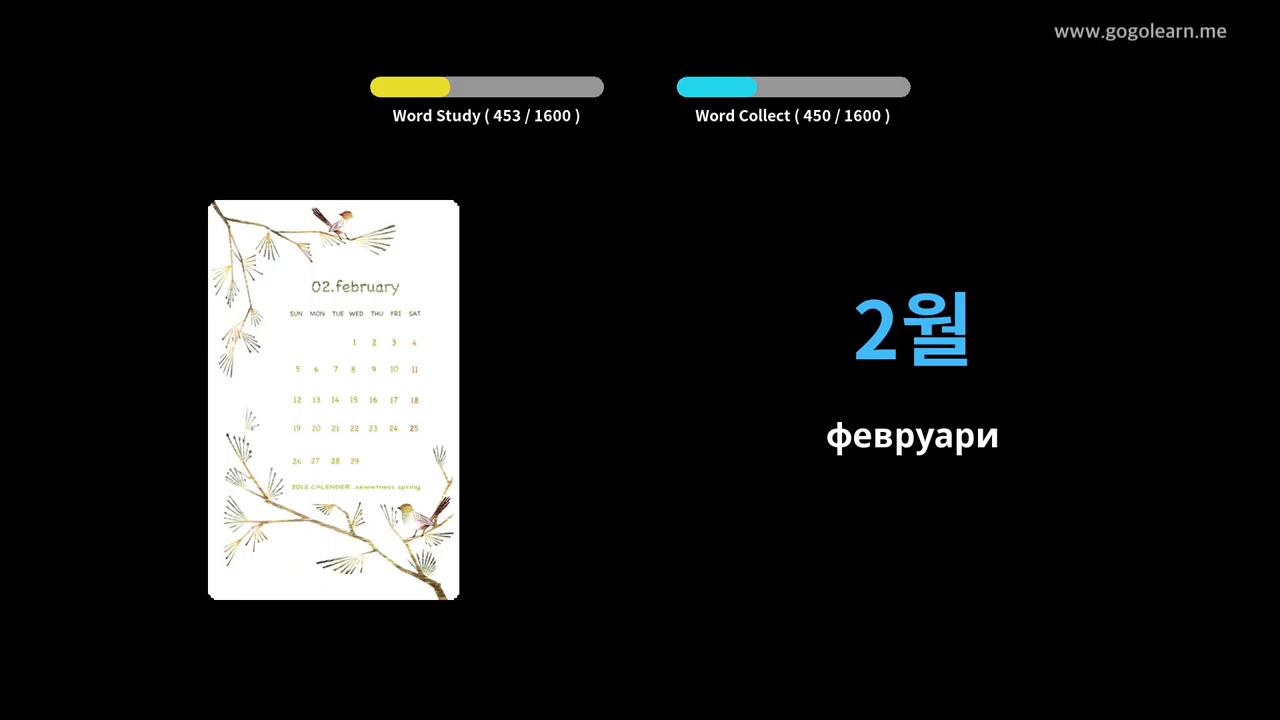 www.gogolearn.me
Word Study ( 453 / 1600 )
Word Collect ( 450 / 1600 )
02.february
SUN MON TUE WED THU FRI SAT
1 2 3 4
5 6 7 8 9 10 11
12 13 14 15 16 17 18
19 20 21 22 23 24 25
26 27 28 29
2012.CALENDER .sewwtness spring
2월
февруари